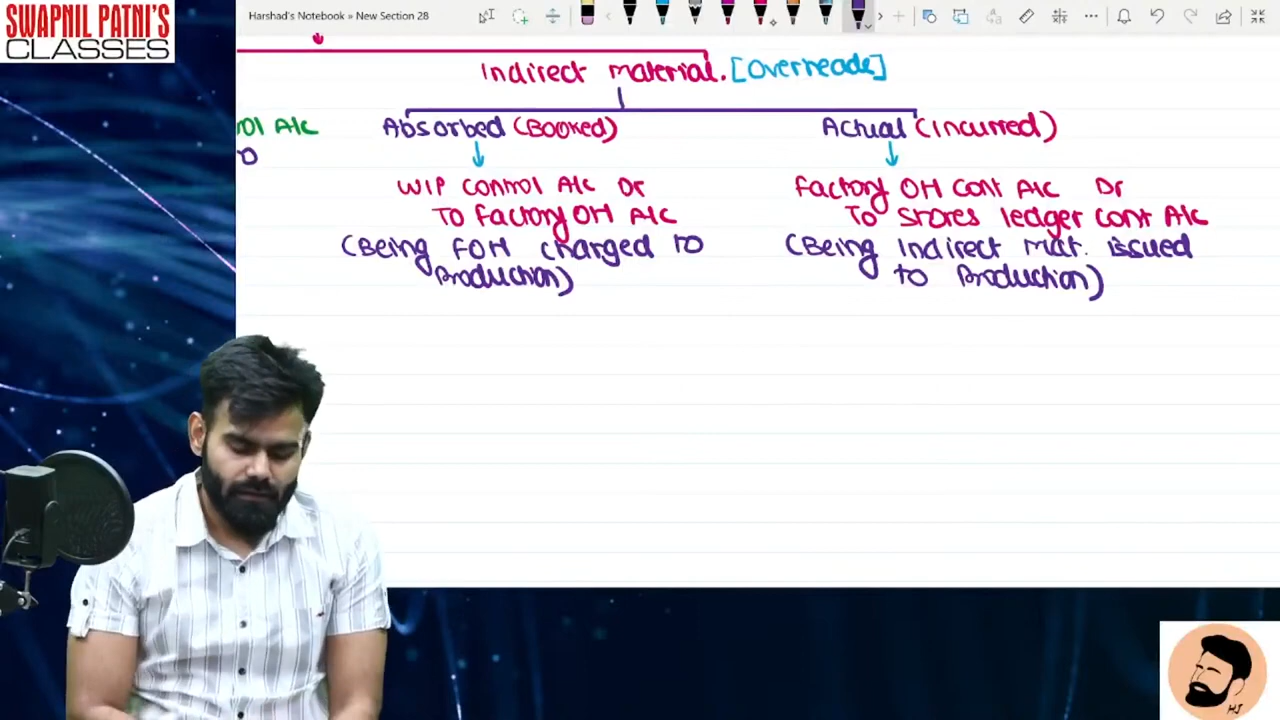 SWAPNIL PATNI'S
CLASSES
Harshad's Notebook » New Section 28
Indirect material. [Overheads]
ol A/c
Absorbed (Booked)
Actual (Incurred)
WIP Control A/c Dr
To Factory OH A/c
(Being FOH charged to
Production)
Factory OH Cont A/c Dr
To Stores ledger Cont A/c
(Being Indirect Mat. issued
to Production)
HJ